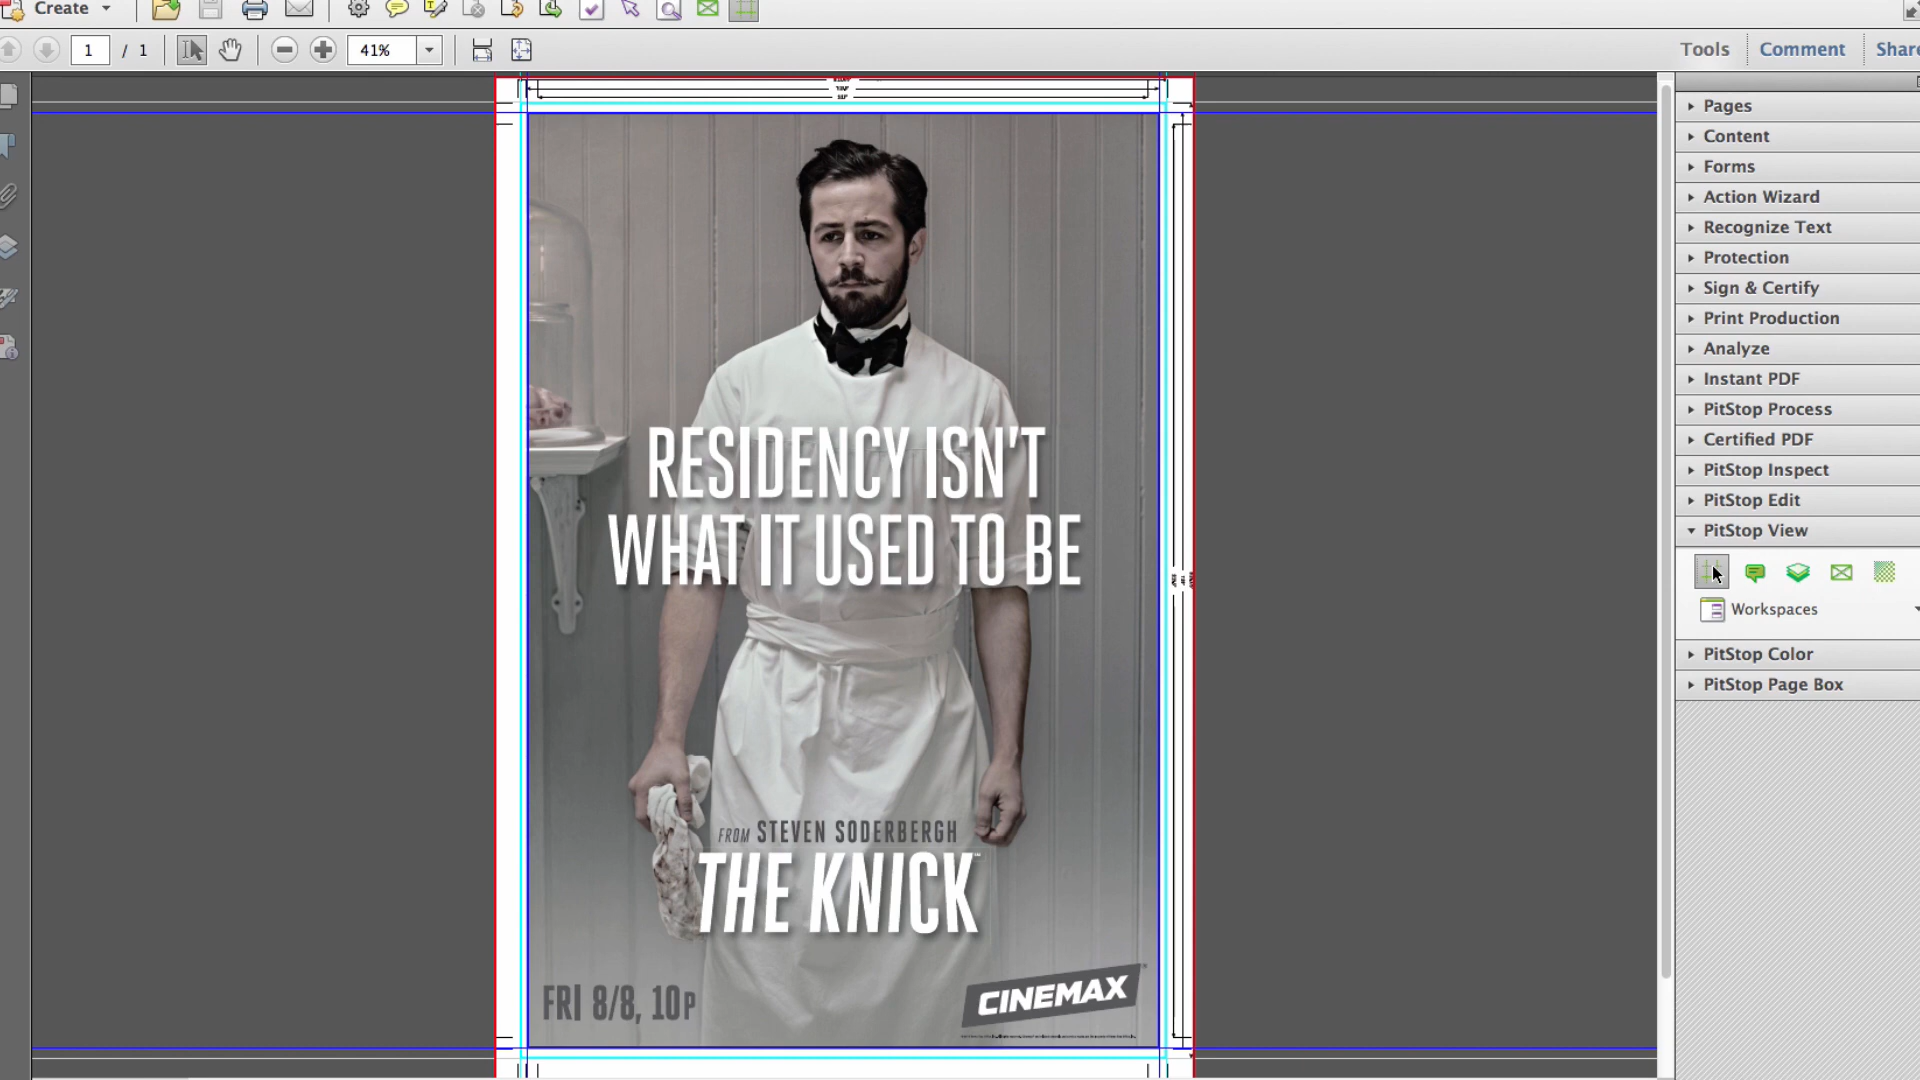 Create
1 / 1
41%
Tools
Comment
Share
Pages
Content
Forms
Action Wizard
Recognize Text
Protection
Sign & Certify
Print Production
Analyze
Instant PDF
PitStop Process
Certified PDF
PitStop Inspect
PitStop Edit
PitStop View
Workspaces
PitStop Color
PitStop Page Box
RESIDENCY ISN'T
WHAT IT USED TO BE
FROM STEVEN SODERBERGH
THE KNICK
FRI 8/8, 10P
CINEMAX